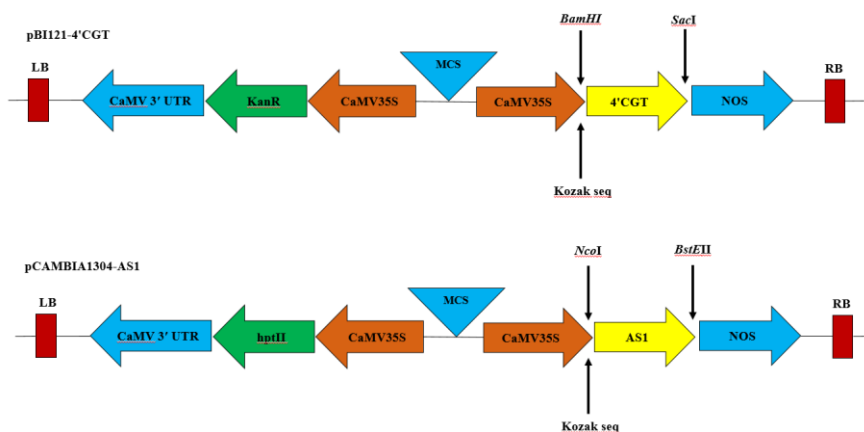 pBI121-4'CGT
BamHI
SacI
LB
MCS
RB
CaMV 3' UTR
KanR
CaMV35S
CaMV35S
4'CGT
NOS
Kozak seq
pCAMBIA1304-AS1
NcoI
BstEII
LB
MCS
RB
CaMV 3' UTR
hptII
CaMV35S
CaMV35S
AS1
NOS
Kozak seq